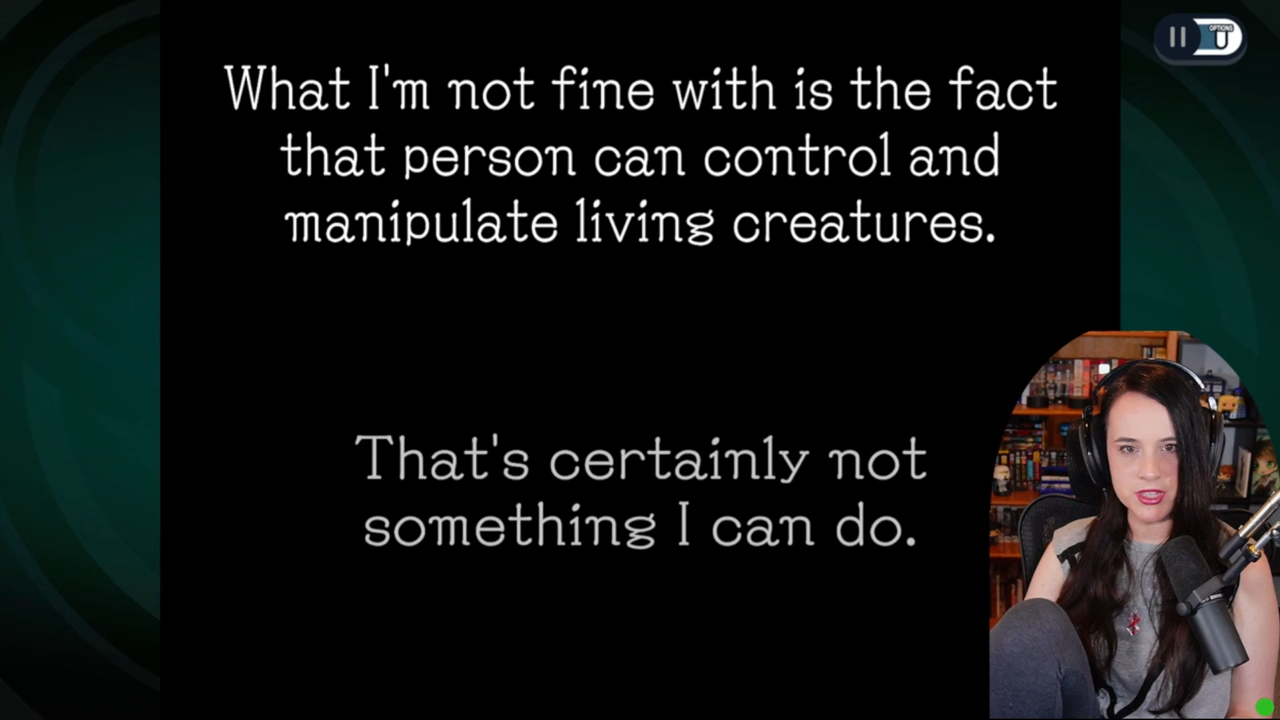 What I'm not fine with is the fact
that person can control and
manipulate living creatures.
That's certainly not
something I can do.
OPTIONS
U